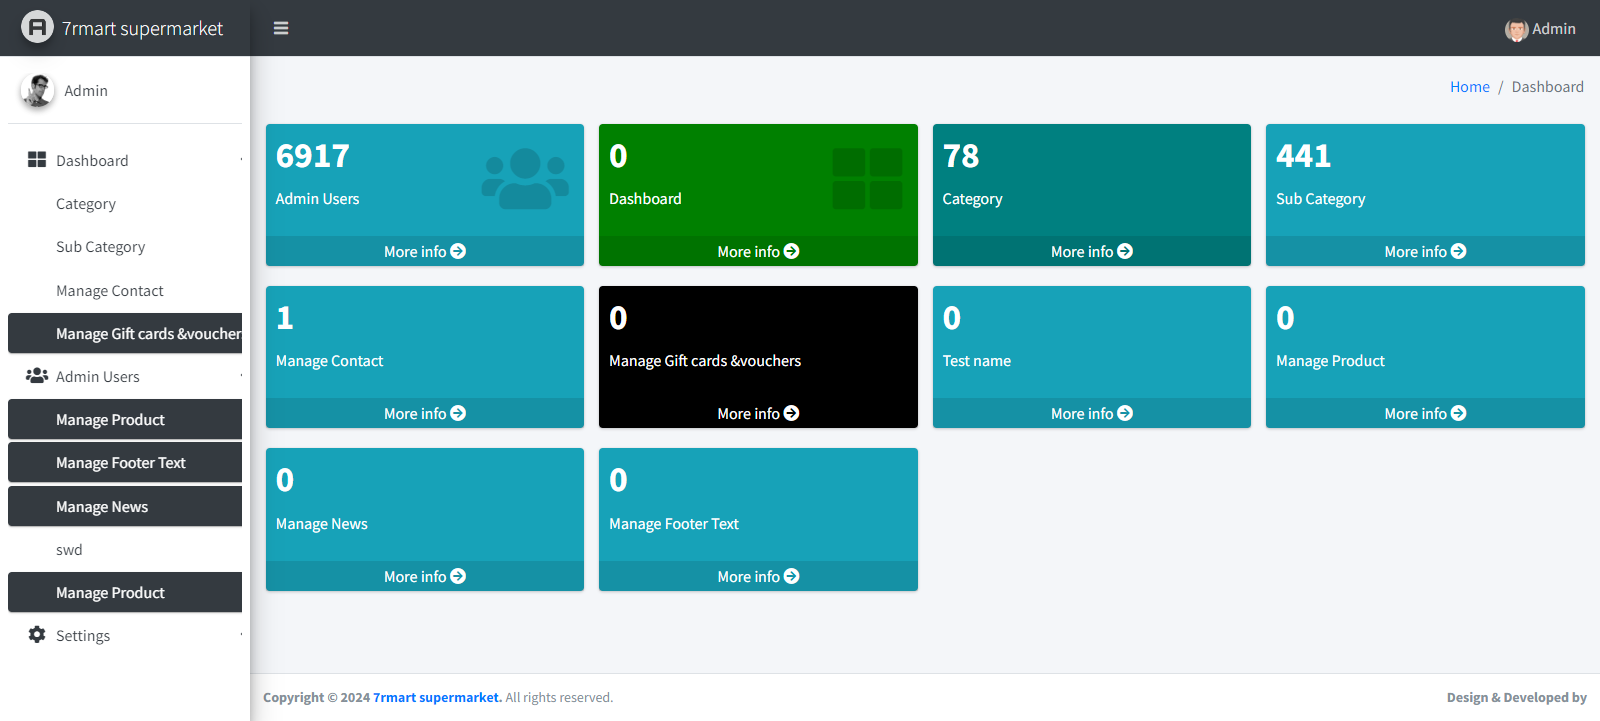 7rmart supermarket
Admin
Admin
Home / Dashboard
Dashboard
Category
Sub Category
Manage Contact
Manage Gift cards &voucher
Admin Users
Manage Product
Manage Footer Text
Manage News
swd
Manage Product
Settings
6917
Admin Users
More info
0
Dashboard
More info
78
Category
More info
441
Sub Category
More info
1
Manage Contact
More info
0
Manage Gift cards &vouchers
More info
0
Test name
More info
0
Manage Product
More info
0
Manage News
More info
0
Manage Footer Text
More info
Copyright © 2024 7rmart supermarket. All rights reserved.
Design & Developed by